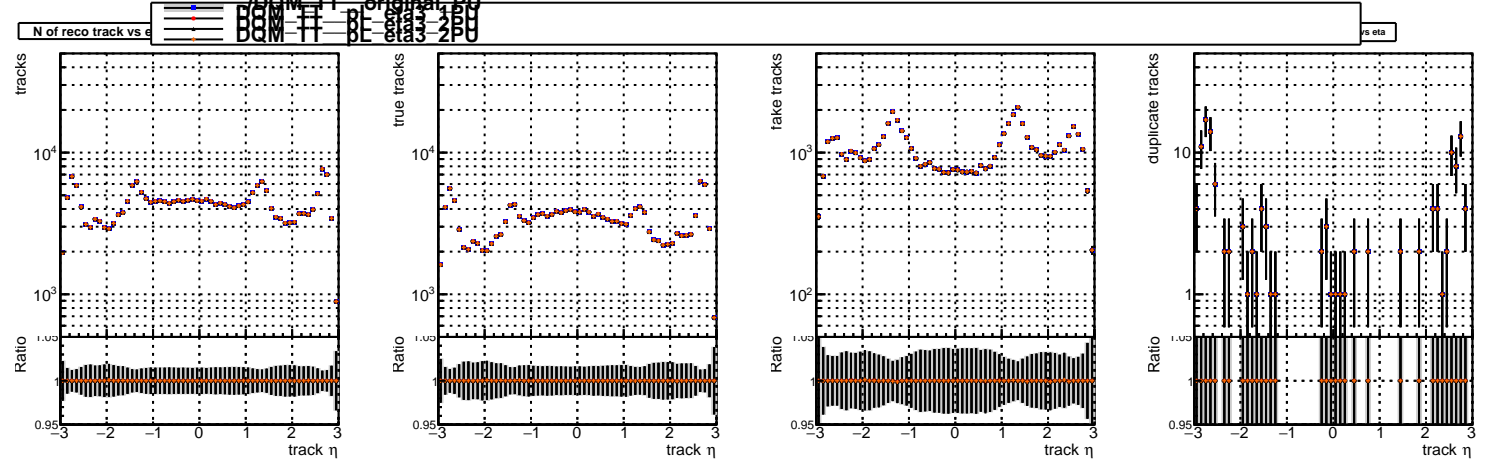 ../DQM_TT__original_PU
DQM_TT__pL_eta3_1PU
DQM_TT__pL_eta3_2PU
DQM_TT__pL_eta3_2PU
N of reco track vs e
vs eta
tracks
10⁴
10³
Ratio
1.05
1
0.95
−3 −2 −1 0 1 2 3
track η
true tracks
10⁴
10³
Ratio
1.05
1
0.95
−3 −2 −1 0 1 2 3
track η
fake tracks
10³
10²
Ratio
1.05
1
0.95
−3 −2 −1 0 1 2 3
track η
duplicate tracks
10
1
Ratio
1.05
1
0.95
−3 −2 −1 0 1 2 3
track η